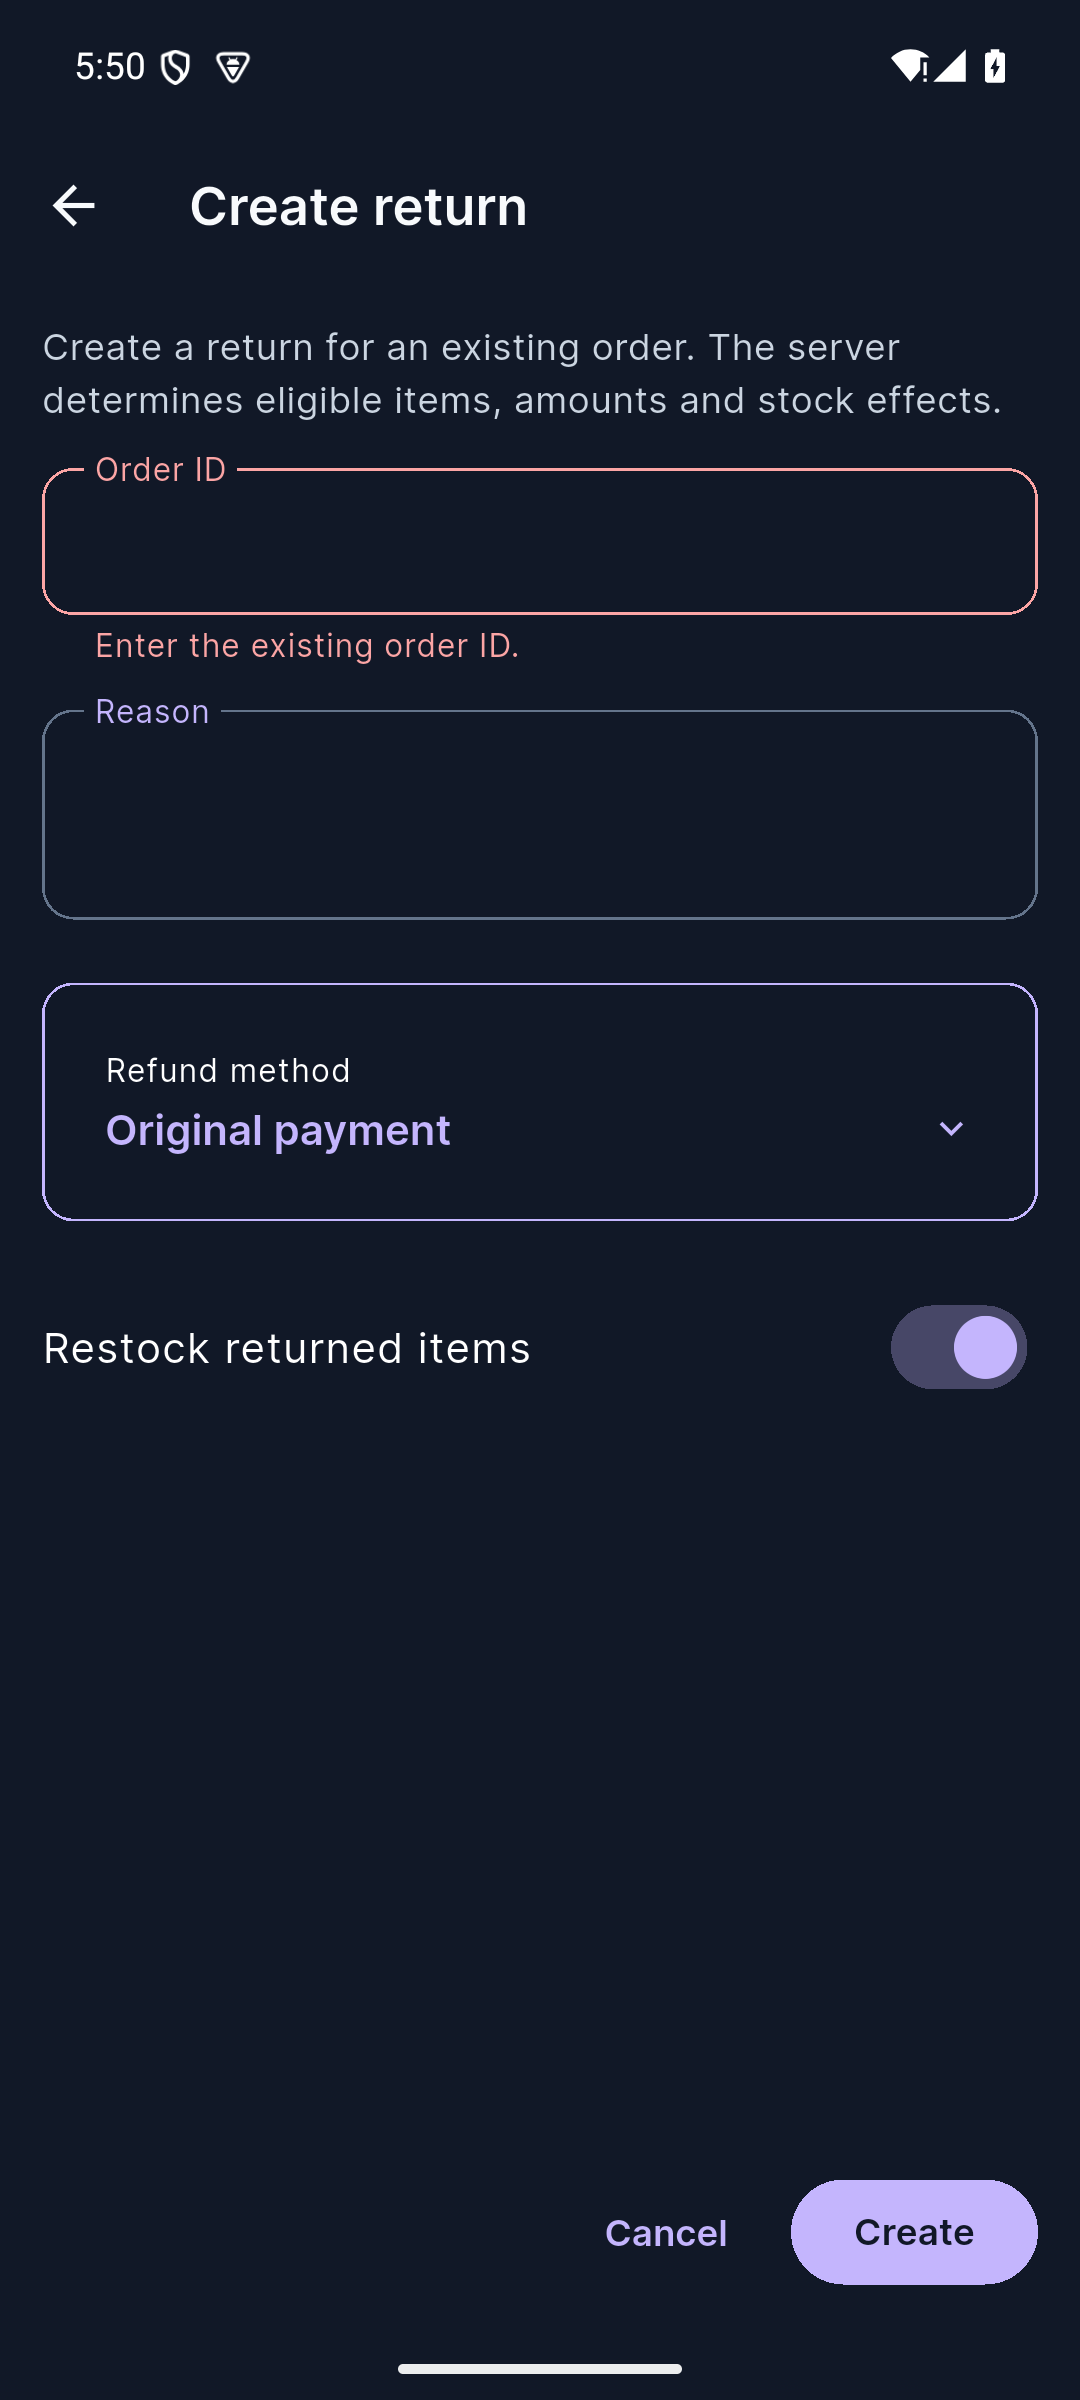 5:50
Create return
Create a return for an existing order. The server
determines eligible items, amounts and stock effects.
Order ID
Enter the existing order ID.
Reason
Refund method
Original payment
Restock returned items
Cancel
Create